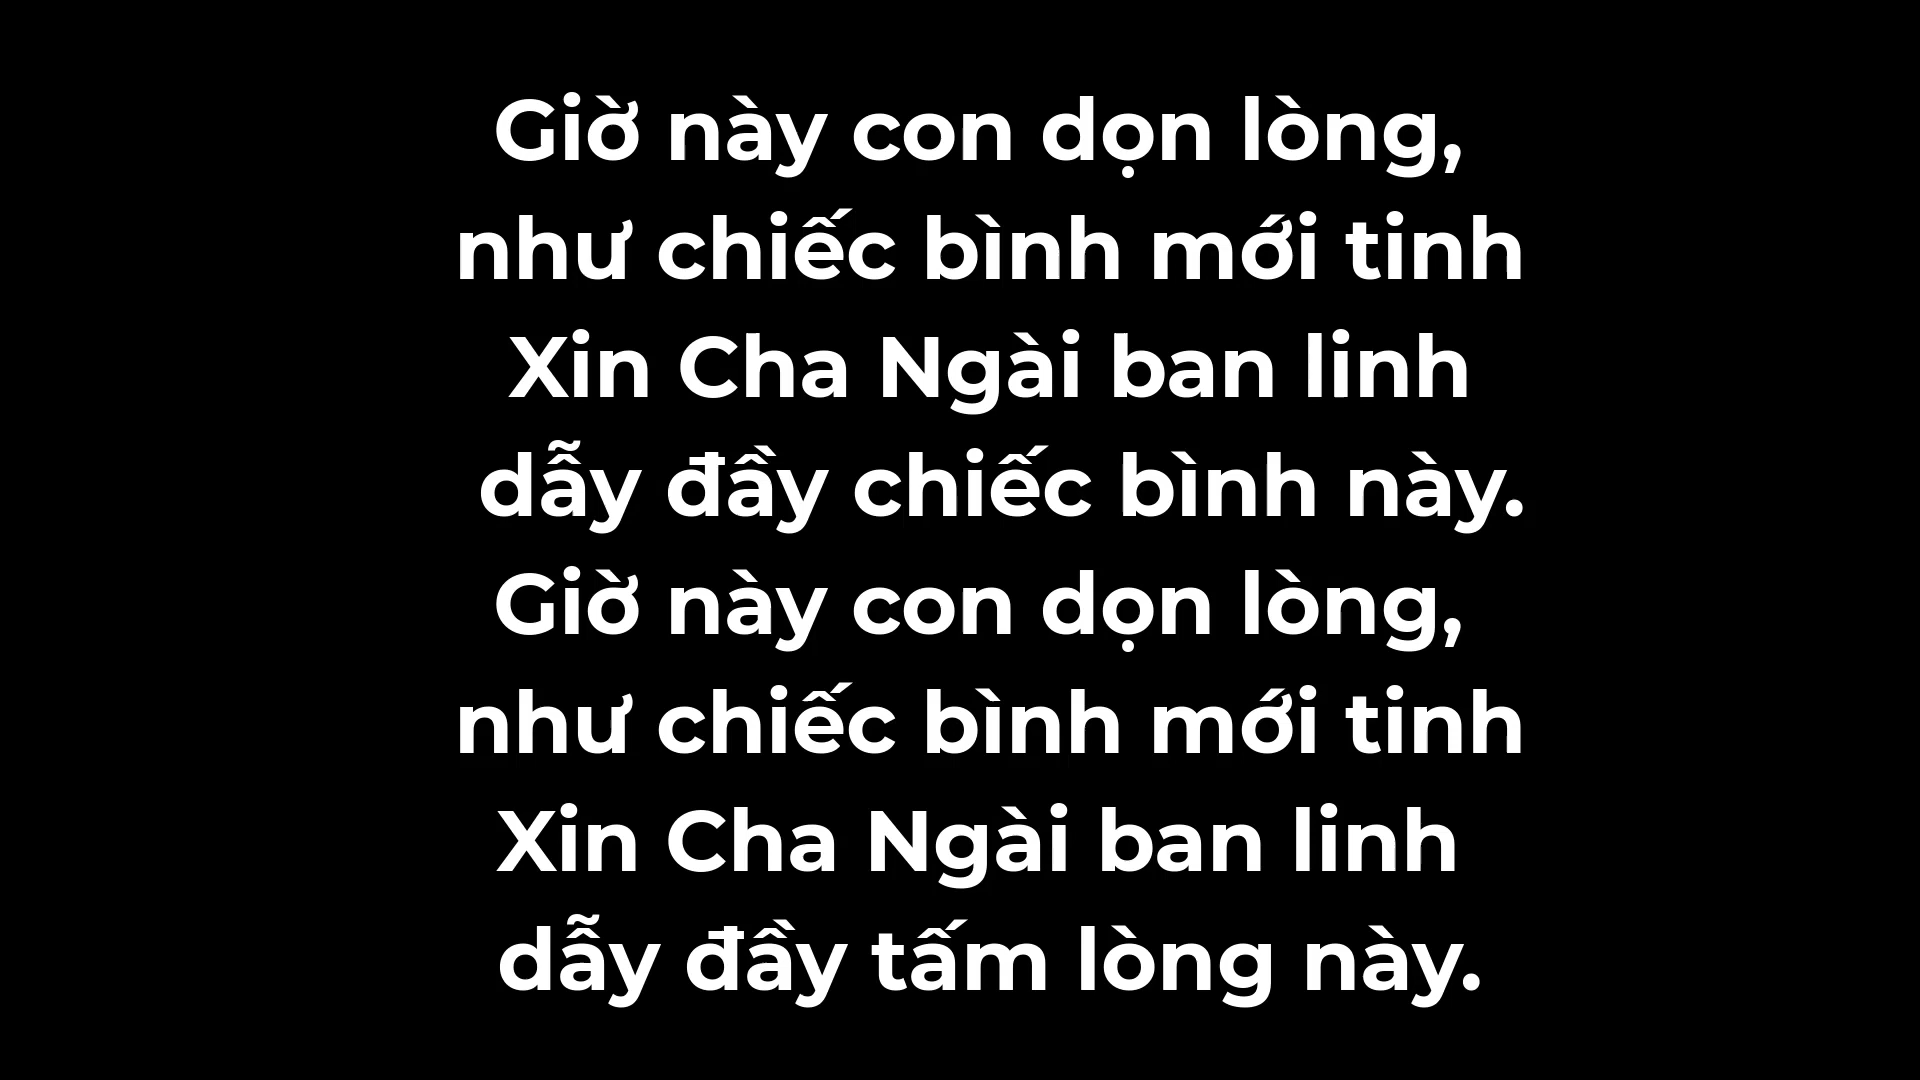 Giờ này con dọn lòng,
như chiếc bình mới tinh
Xin Cha Ngài ban linh
dẫy đầy chiếc bình này.
Giờ này con dọn lòng,
như chiếc bình mới tinh
Xin Cha Ngài ban linh
dẫy đầy tấm lòng này.